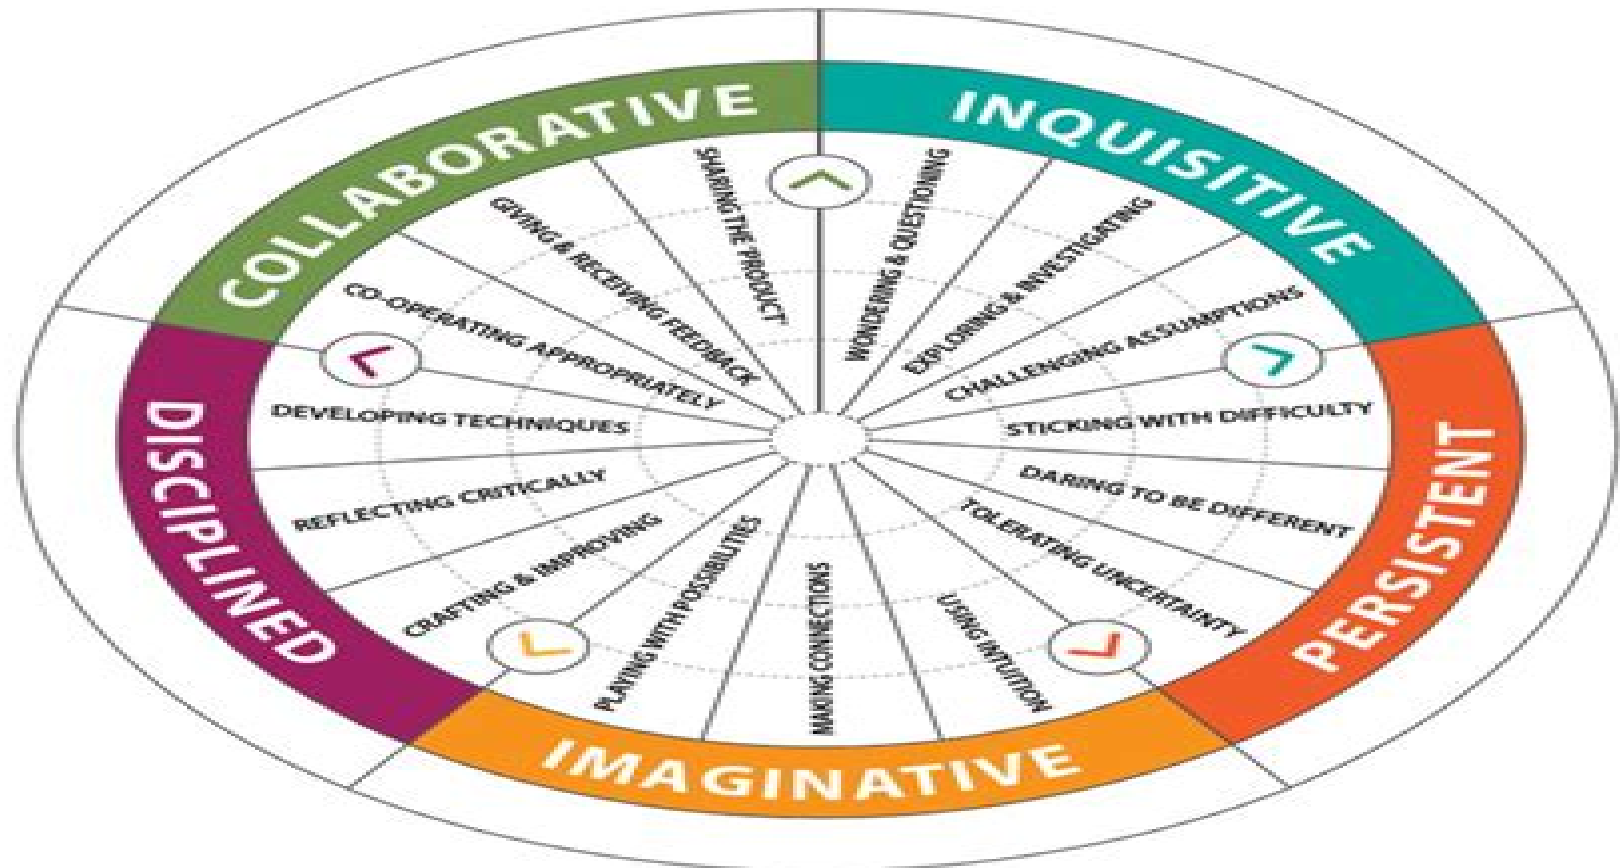 INQUISITIVE
WONDERING & QUESTIONING
EXPLORING & INVESTIGATING
CHALLENGING ASSUMPTIONS
PERSISTENT
STICKING WITH DIFFICULTY
DARING TO BE DIFFERENT
TOLERATING UNCERTAINTY
IMAGINATIVE
USING INTUITION
MAKING CONNECTIONS
PLAYING WITH POSSIBILITIES
DISCIPLINED
CRAFTING & IMPROVING
REFLECTING CRITICALLY
DEVELOPING TECHNIQUES
COLLABORATIVE
CO-OPERATING APPROPRIATELY
GIVING & RECEIVING FEEDBACK
SHARING THE 'PRODUCT'